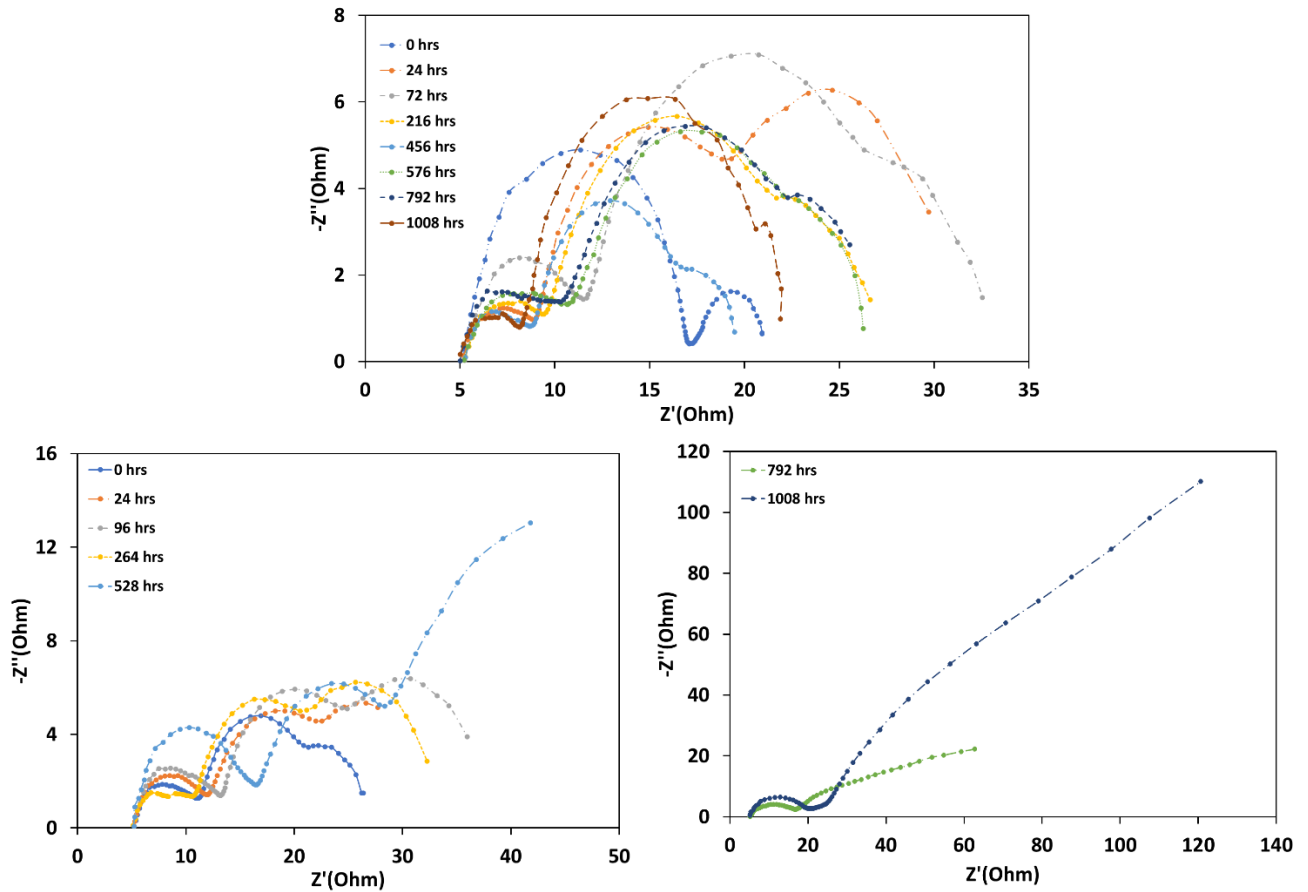 8
6
4
2
0
-Z''(Ohm)
0 hrs
24 hrs
72 hrs
216 hrs
456 hrs
576 hrs
792 hrs
1008 hrs
0 5 10 15 20 25 30 35
Z'(Ohm)
16
12
8
4
0
-Z''(Ohm)
0 hrs
24 hrs
96 hrs
264 hrs
528 hrs
0 10 20 30 40 50
Z'(Ohm)
120
100
80
60
40
20
0
-Z''(Ohm)
792 hrs
1008 hrs
0 20 40 60 80 100 120 140
Z'(Ohm)